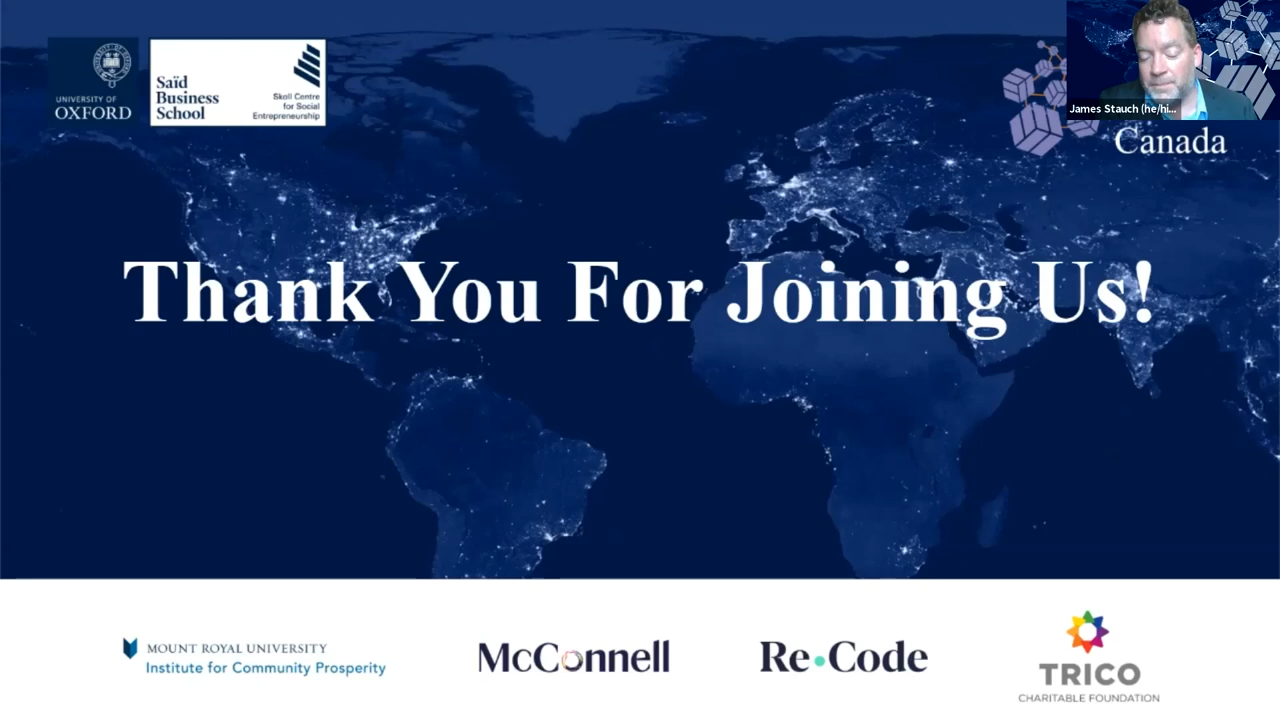 UNIVERSITY OF
OXFORD
Saïd
Business
School
Skoll Centre
for Social
Entrepreneurship
James Stauch (he/hi...
Canada
Thank You For Joining Us!
MOUNT ROYAL UNIVERSITY
Institute for Community Prosperity
McConnell
Re•Code
TRICO
CHARITABLE FOUNDATION